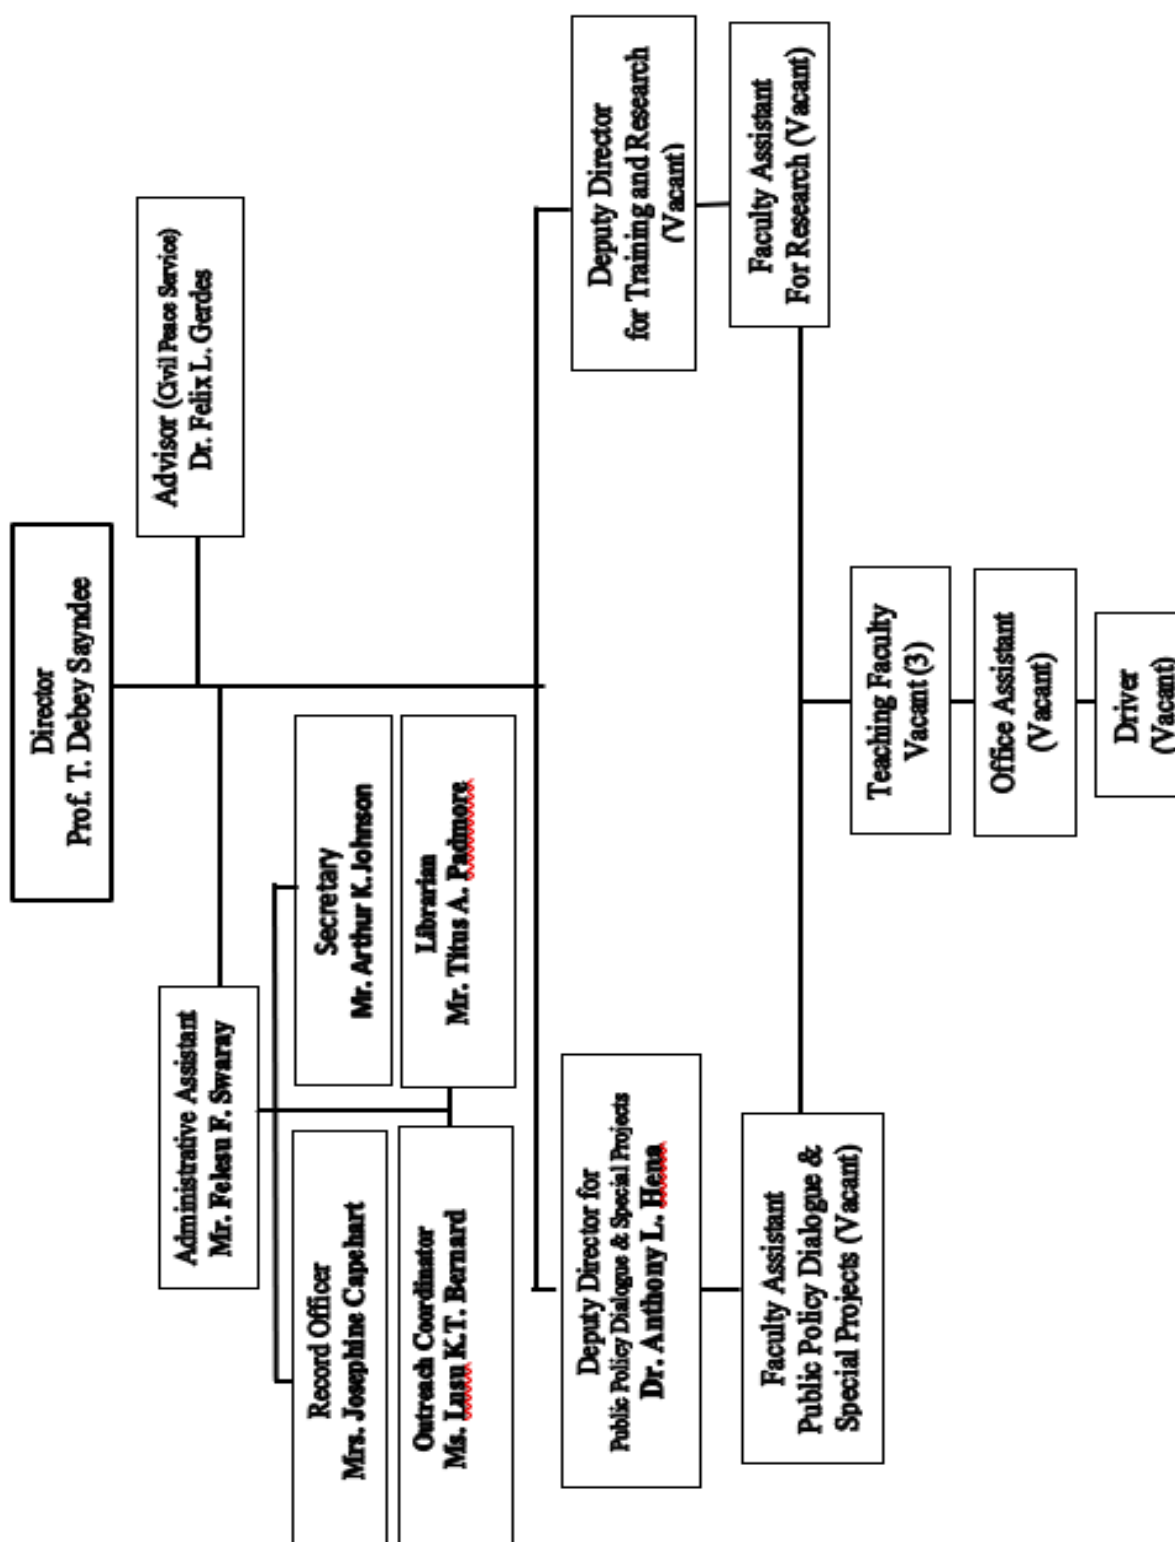 Director
Prof. T. Debey Sayndee
Advisor (Civil Peace Service)
Dr. Felix L. Gerdes
Administrative Assistant
Mr. Felesu F. Swaray
Record Officer
Mrs. Josephine Capehart
Secretary
Mr. Arthur K. Johnson
Outreach Coordinator
Ms. Lusu K.T. Bernard
Librarian
Mr. Titus A. Padmore
Deputy Director for
Public Policy Dialogue & Special Projects
Dr. Anthony L. Hena
Deputy Director
for Training and Research
(Vacant)
Faculty Assistant
Public Policy Dialogue &
Special Projects (Vacant)
Faculty Assistant
For Research (Vacant)
Teaching Faculty
Vacant (3)
Office Assistant
(Vacant)
Driver
(Vacant)